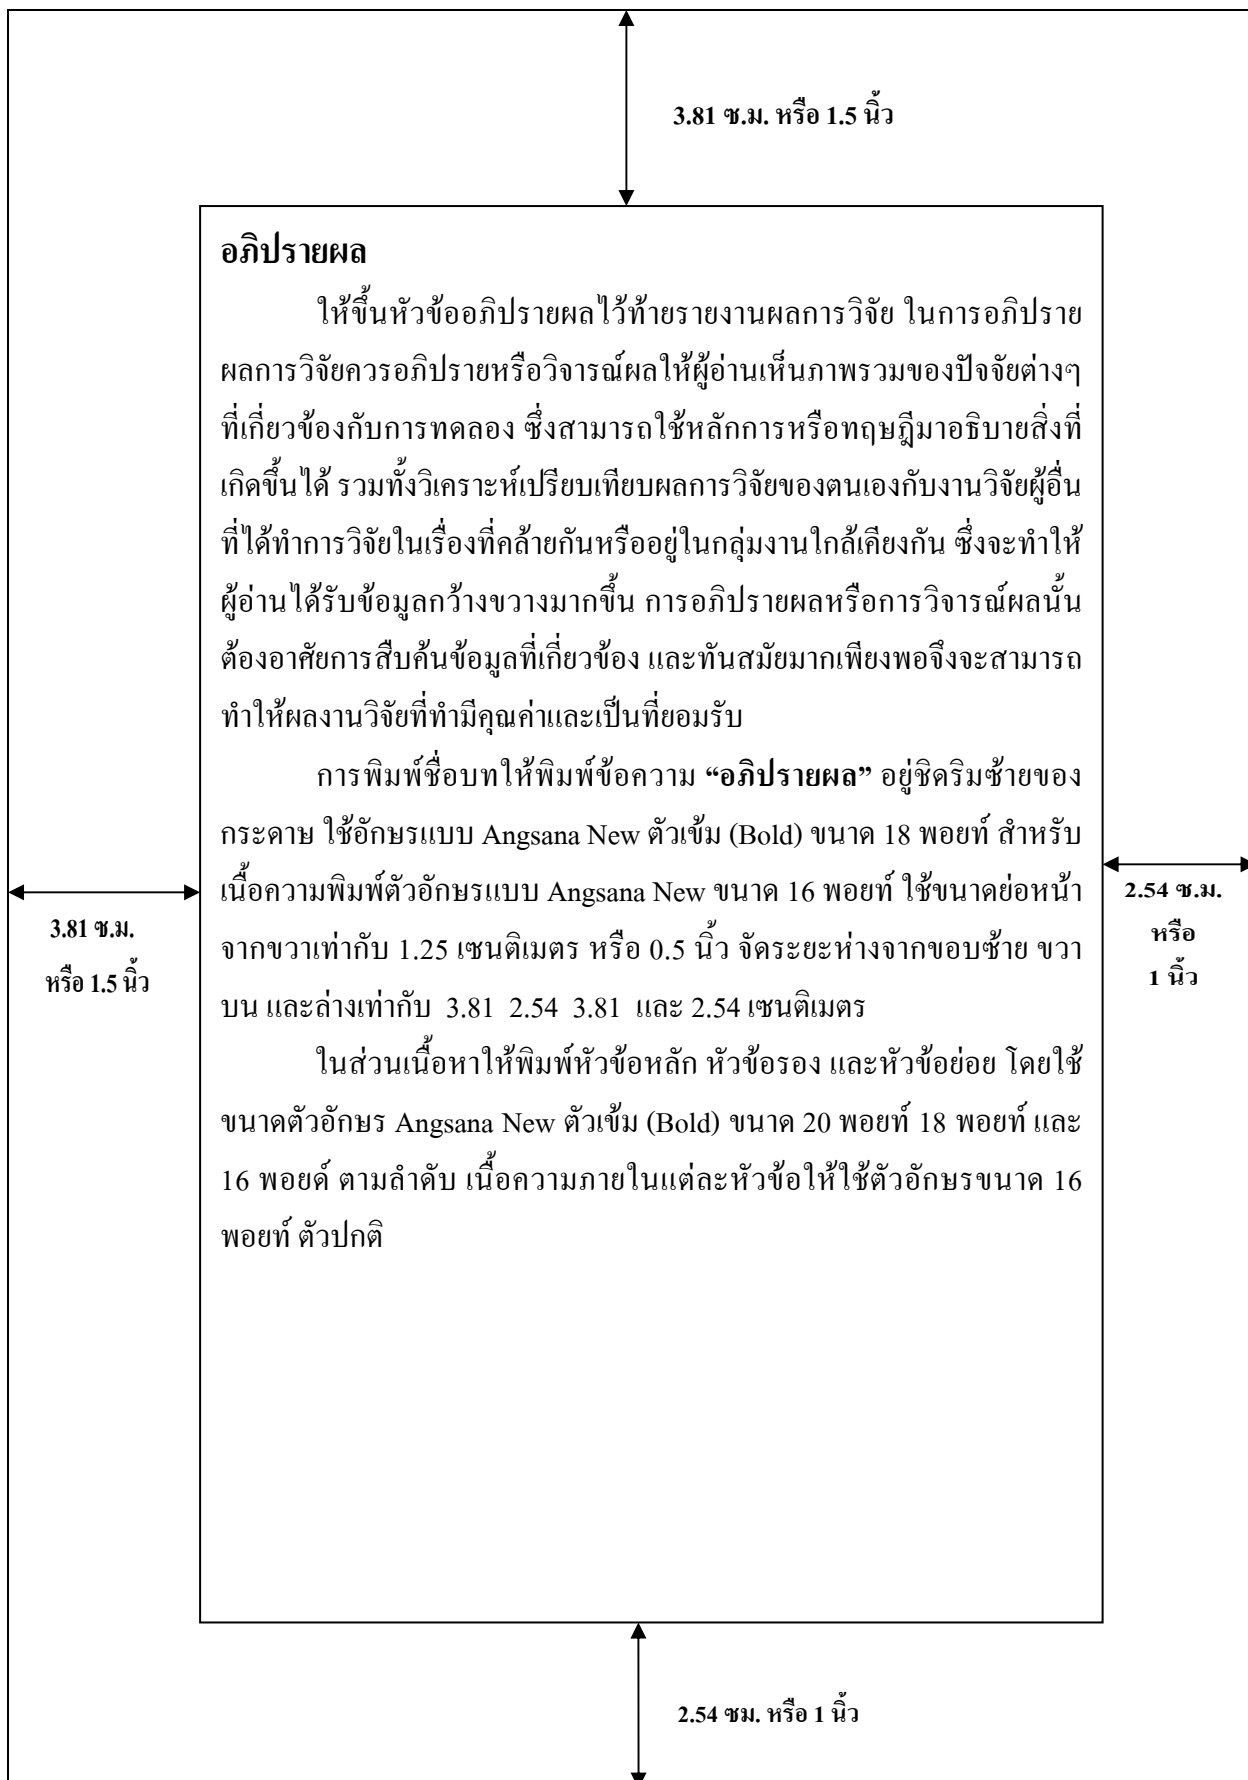 3.81 ซ.ม. หรือ 1.5 นิ้ว
อภิปรายผล
ให้ขึ้นหัวข้ออภิปรายผลไว้ท้ายรายงานผลการวิจัย ในการอภิปราย
ผลการวิจัยควรอภิปรายหรือวิจารณ์ผลให้ผู้อ่านเห็นภาพรวมของปัจจัยต่างๆ
ที่เกี่ยวข้องกับการทดลอง ซึ่งสามารถใช้หลักการหรือทฤษฎีมาอธิบายสิ่งที่
เกิดขึ้นได้ รวมทั้งวิเคราะห์เปรียบเทียบผลการวิจัยของตนเองกับงานวิจัยผู้อื่น
ที่ได้ทำการวิจัยในเรื่องที่คล้ายกันหรืออยู่ในกลุ่มงานใกล้เคียงกัน ซึ่งจะทำให้
ผู้อ่านได้รับข้อมูลกว้างขวางมากขึ้น การอภิปรายผลหรือการวิจารณ์ผลนั้น
ต้องอาศัยการสืบค้นข้อมูลที่เกี่ยวข้อง และทันสมัยมากเพียงพอจึงจะสามารถ
ทำให้ผลงานวิจัยที่ทำมีคุณค่าและเป็นที่ยอมรับ
การพิมพ์ชื่อบทให้พิมพ์ข้อความ “อภิปรายผล” อยู่ชิดริมซ้ายของ
กระดาษ ใช้อักษรแบบ Angsana New ตัวเข้ม (Bold) ขนาด 18 พอยท์ สำหรับ
เนื้อความพิมพ์ตัวอักษรแบบ Angsana New ขนาด 16 พอยท์ ใช้ขนาดย่อหน้า
จากขวาเท่ากับ 1.25 เซนติเมตร หรือ 0.5 นิ้ว จัดระยะห่างจากขอบซ้าย ขวา
บน และล่างเท่ากับ 3.81 2.54 3.81 และ 2.54 เซนติเมตร
ในส่วนเนื้อหาให้พิมพ์หัวข้อหลัก หัวข้อรอง และหัวข้อย่อย โดยใช้
ขนาดตัวอักษร Angsana New ตัวเข้ม (Bold) ขนาด 20 พอยท์ 18 พอยท์ และ
16 พอยด์ ตามลำดับ เนื้อความภายในแต่ละหัวข้อให้ใช้ตัวอักษรขนาด 16
พอยท์ ตัวปกติ
3.81 ซ.ม.
หรือ 1.5 นิ้ว
2.54 ซ.ม.
หรือ
1 นิ้ว
2.54 ซม. หรือ 1 นิ้ว